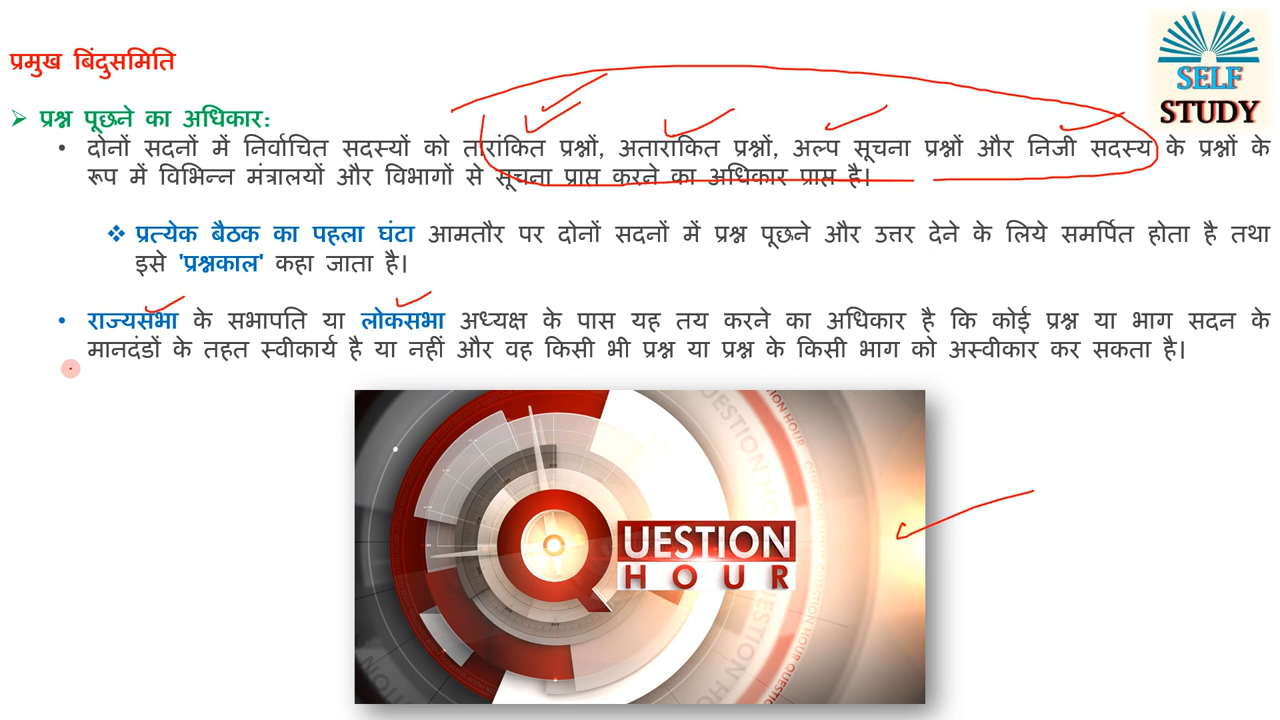 प्रमुख बिंदुसमिति
SELF
STUDY
➢ प्रश्न पूछने का अधिकार:
• दोनों सदनों में निर्वाचित सदस्यों को तारांकित प्रश्नों, अतारांकित प्रश्नों, अल्प सूचना प्रश्नों और निजी सदस्य के प्रश्नों के
रूप में विभिन्न मंत्रालयों और विभागों से सूचना प्राप्त करने का अधिकार प्राप्त है।
❖ प्रत्येक बैठक का पहला घंटा आमतौर पर दोनों सदनों में प्रश्न पूछने और उत्तर देने के लिये समर्पित होता है तथा
इसे 'प्रश्नकाल' कहा जाता है।
• राज्यसभा के सभापति या लोकसभा अध्यक्ष के पास यह तय करने का अधिकार है कि कोई प्रश्न या भाग सदन के
मानदंडों के तहत स्वीकार्य है या नहीं और वह किसी भी प्रश्न या प्रश्न के किसी भाग को अस्वीकार कर सकता है।
QUESTION
HOUR